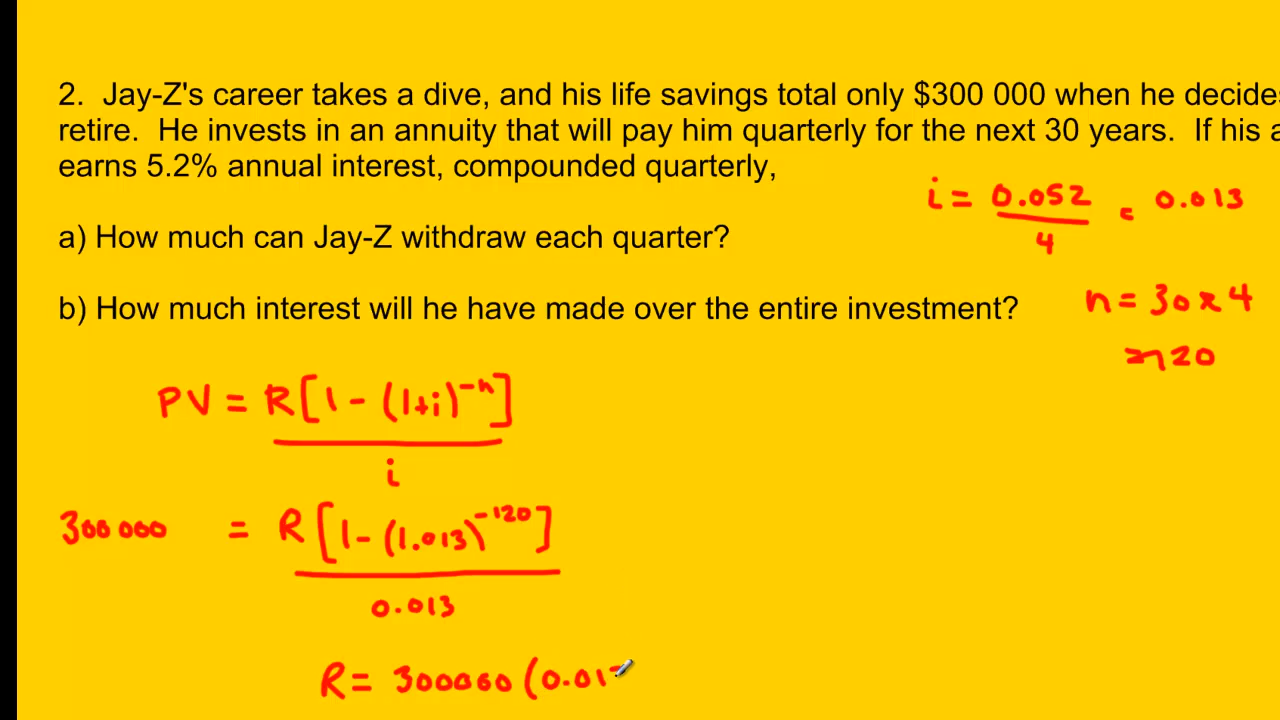 2. Jay-Z's career takes a dive, and his life savings total only $300 000 when he decides
retire. He invests in an annuity that will pay him quarterly for the next 30 years. If his a
earns 5.2% annual interest, compounded quarterly,
i = 0.052 = 0.013
4
a) How much can Jay-Z withdraw each quarter?
b) How much interest will he have made over the entire investment?
n = 30 x 4
= 120
PV = R[1 - (1+i)^-n]
i
300 000 = R[1 - (1.013)^-120]
0.013
R = 300000 (0.01